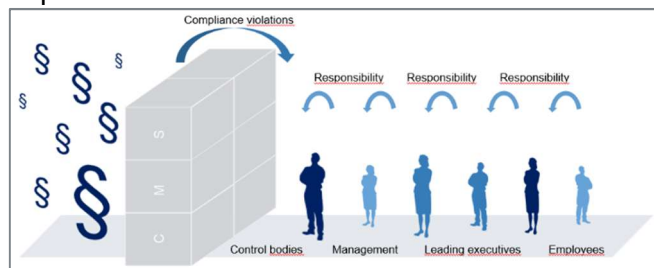 Compliance violations
Responsibility Responsibility Responsibility
§ § § § § § § §
S
M
C
Control bodies Management Leading executives Employees